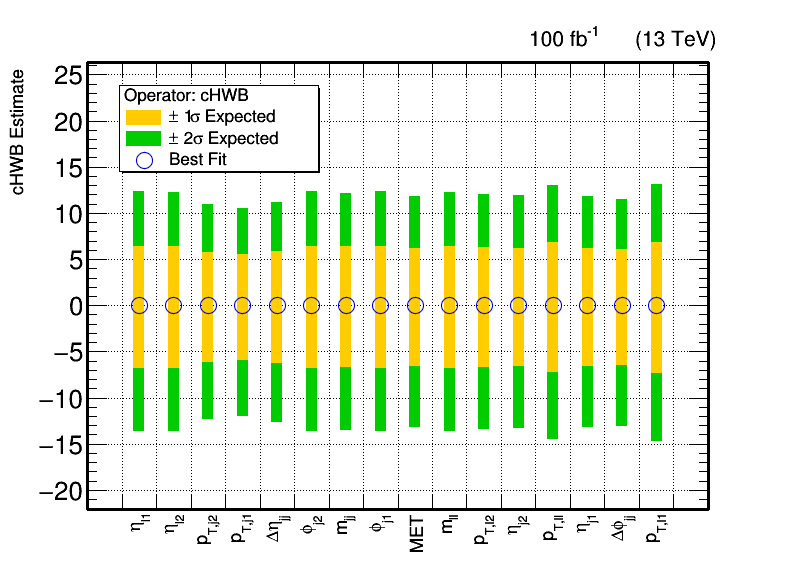 100 fb⁻¹ (13 TeV)
cHWB Estimate
25
20
15
10
5
0
−5
−10
−15
−20
Operator: cHWB
± 1σ Expected
± 2σ Expected
Best Fit
η_l1 η_l2 p_T,j2 p_T,j1 Δη_jj ϕ_j2 m_jj ϕ_j1 MET m_ll p_T,l2 η_j2 p_T,ll η_j1 Δϕ_jj p_T,l1